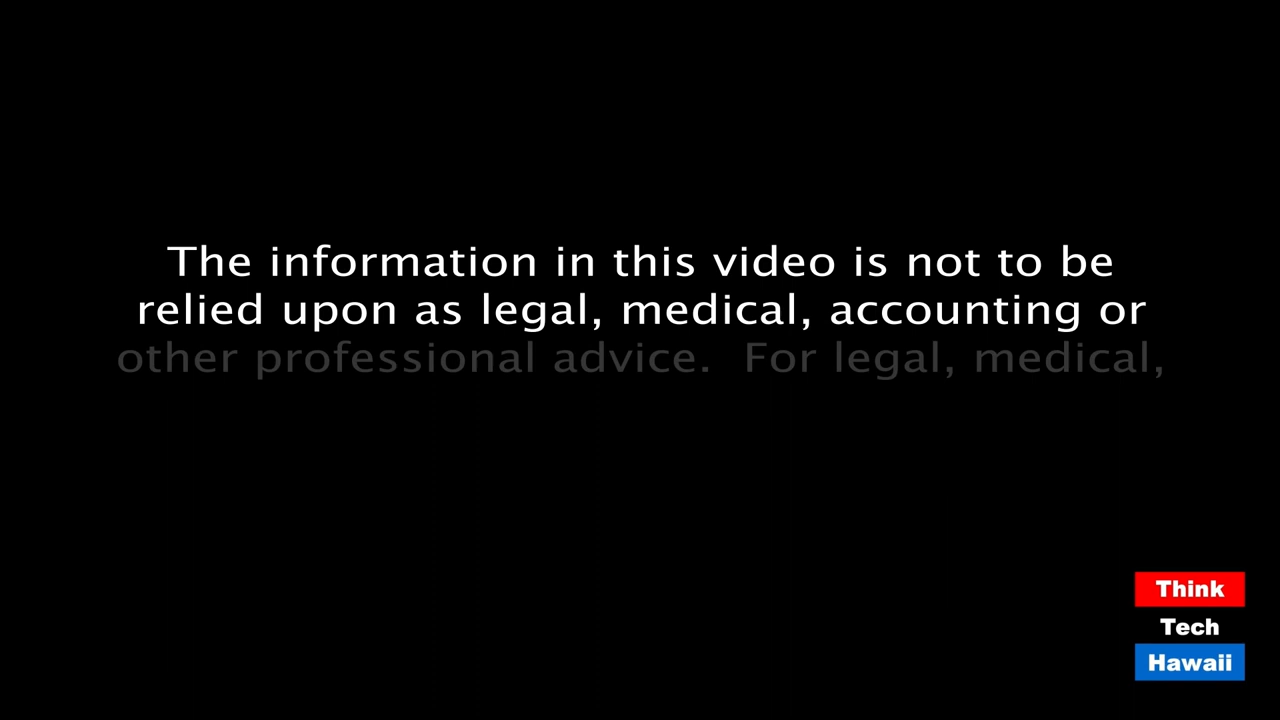 The information in this video is not to be
relied upon as legal, medical, accounting or
other professional advice.  For legal, medical,
Think
Tech
Hawaii